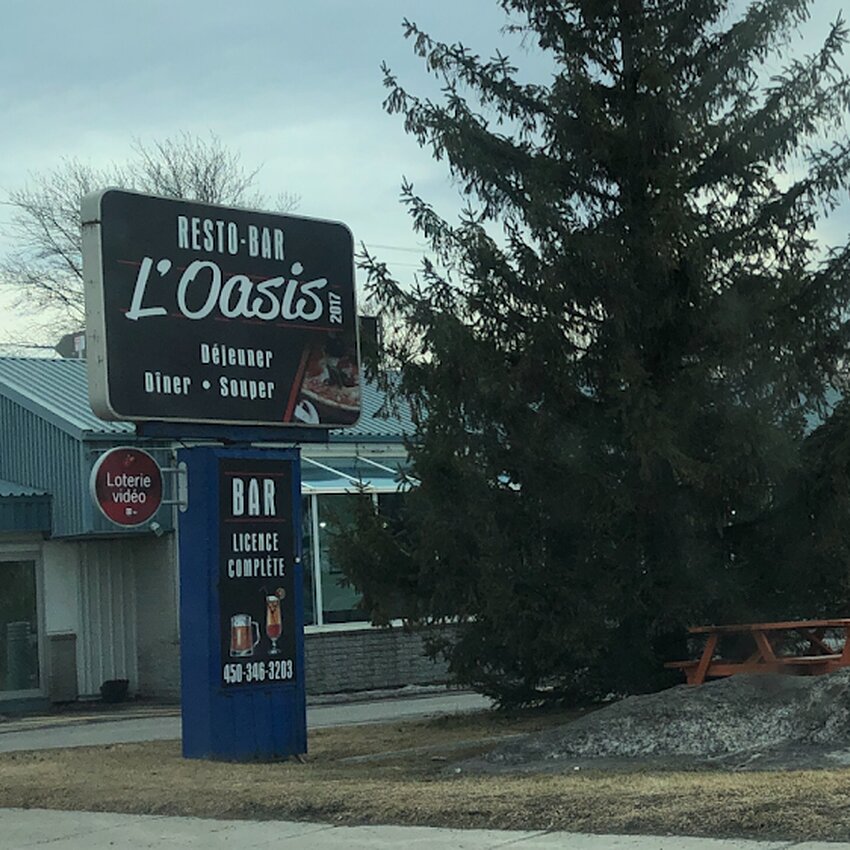 RESTO-BAR
L'Oasis
2017
Déjeuner
Dîner • Souper
Loterie
vidéo
BAR
LICENCE
COMPLÈTE
450-346-3203